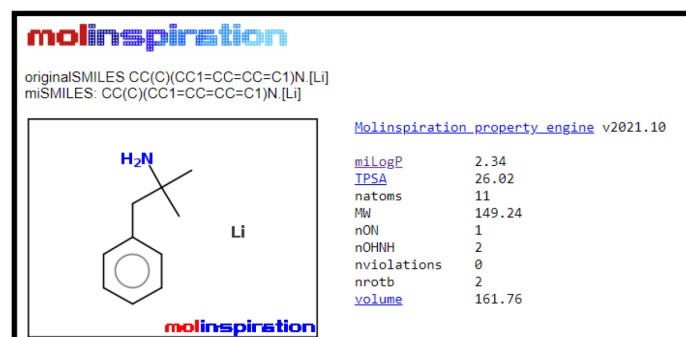 molinspiration
originalSMILES CC(C)(CC1=CC=CC=C1)N.[Li]
miSMILES: CC(C)(CC1=CC=CC=C1)N.[Li]
H2N
Li
molinspiration
Molinspiration property engine v2021.10
miLogP 2.34
TPSA 26.02
natoms 11
MW 149.24
nON 1
nOHNH 2
nviolations 0
nrotb 2
volume 161.76